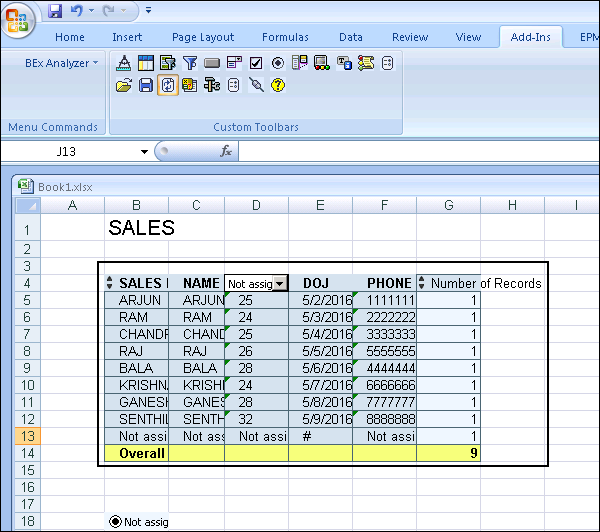 Home Insert Page Layout Formulas Data Review View Add-Ins EPM
BEx Analyzer
Menu Commands Custom Toolbars
J13 fx
Book1.xlsx
A B C D E F G H I
1 SALES
2
3
4 SALES NAME Not assig DOJ PHONE Number of Records
5 ARJUN ARJUN 25 5/2/2016 1111111 1
6 RAM RAM 24 5/3/2016 2222222 1
7 CHANDR CHAND 25 5/4/2016 3333333 1
8 RAJ RAJ 26 5/5/2016 5555555 1
9 BALA BALA 28 5/6/2016 4444444 1
10 KRISHN KRISH 24 5/7/2016 6666666 1
11 GANESH GANES 28 5/8/2016 7777777 1
12 SENTHIL SENTH 32 5/9/2016 8888888 1
13 Not assi Not assi Not assi # Not assi 1
14 Overall 9
15
16
17
18 Not assig